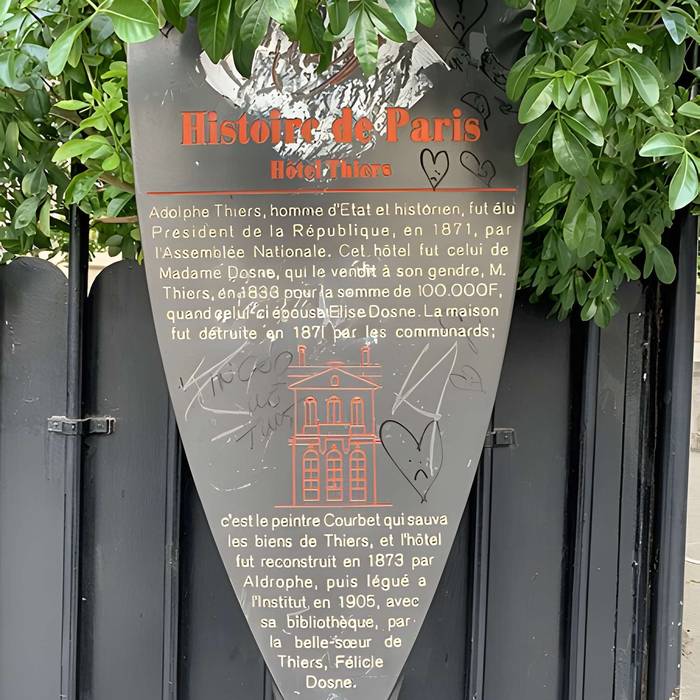 Histoire de Paris
Hôtel Thiers
Adolphe Thiers, homme d'Etat et historien, fut élu
Président de la République, en 1871, par
l'Assemblée Nationale. Cet hôtel fut celui de
Madame Dosne, qui le vendit à son gendre, M.
Thiers, en 1833 pour la somme de 100.000F,
quand celui-ci épousa Elise Dosne. La maison
fut détruite en 1871 par les communards;
c'est le peintre Courbet qui sauva
les biens de Thiers, et l'hôtel
fut reconstruit en 1873 par
Aldrophe, puis légué a
l'Institut en 1905, avec
sa bibliothèque, par
la belle-sœur de
Thiers, Félicie
Dosne.